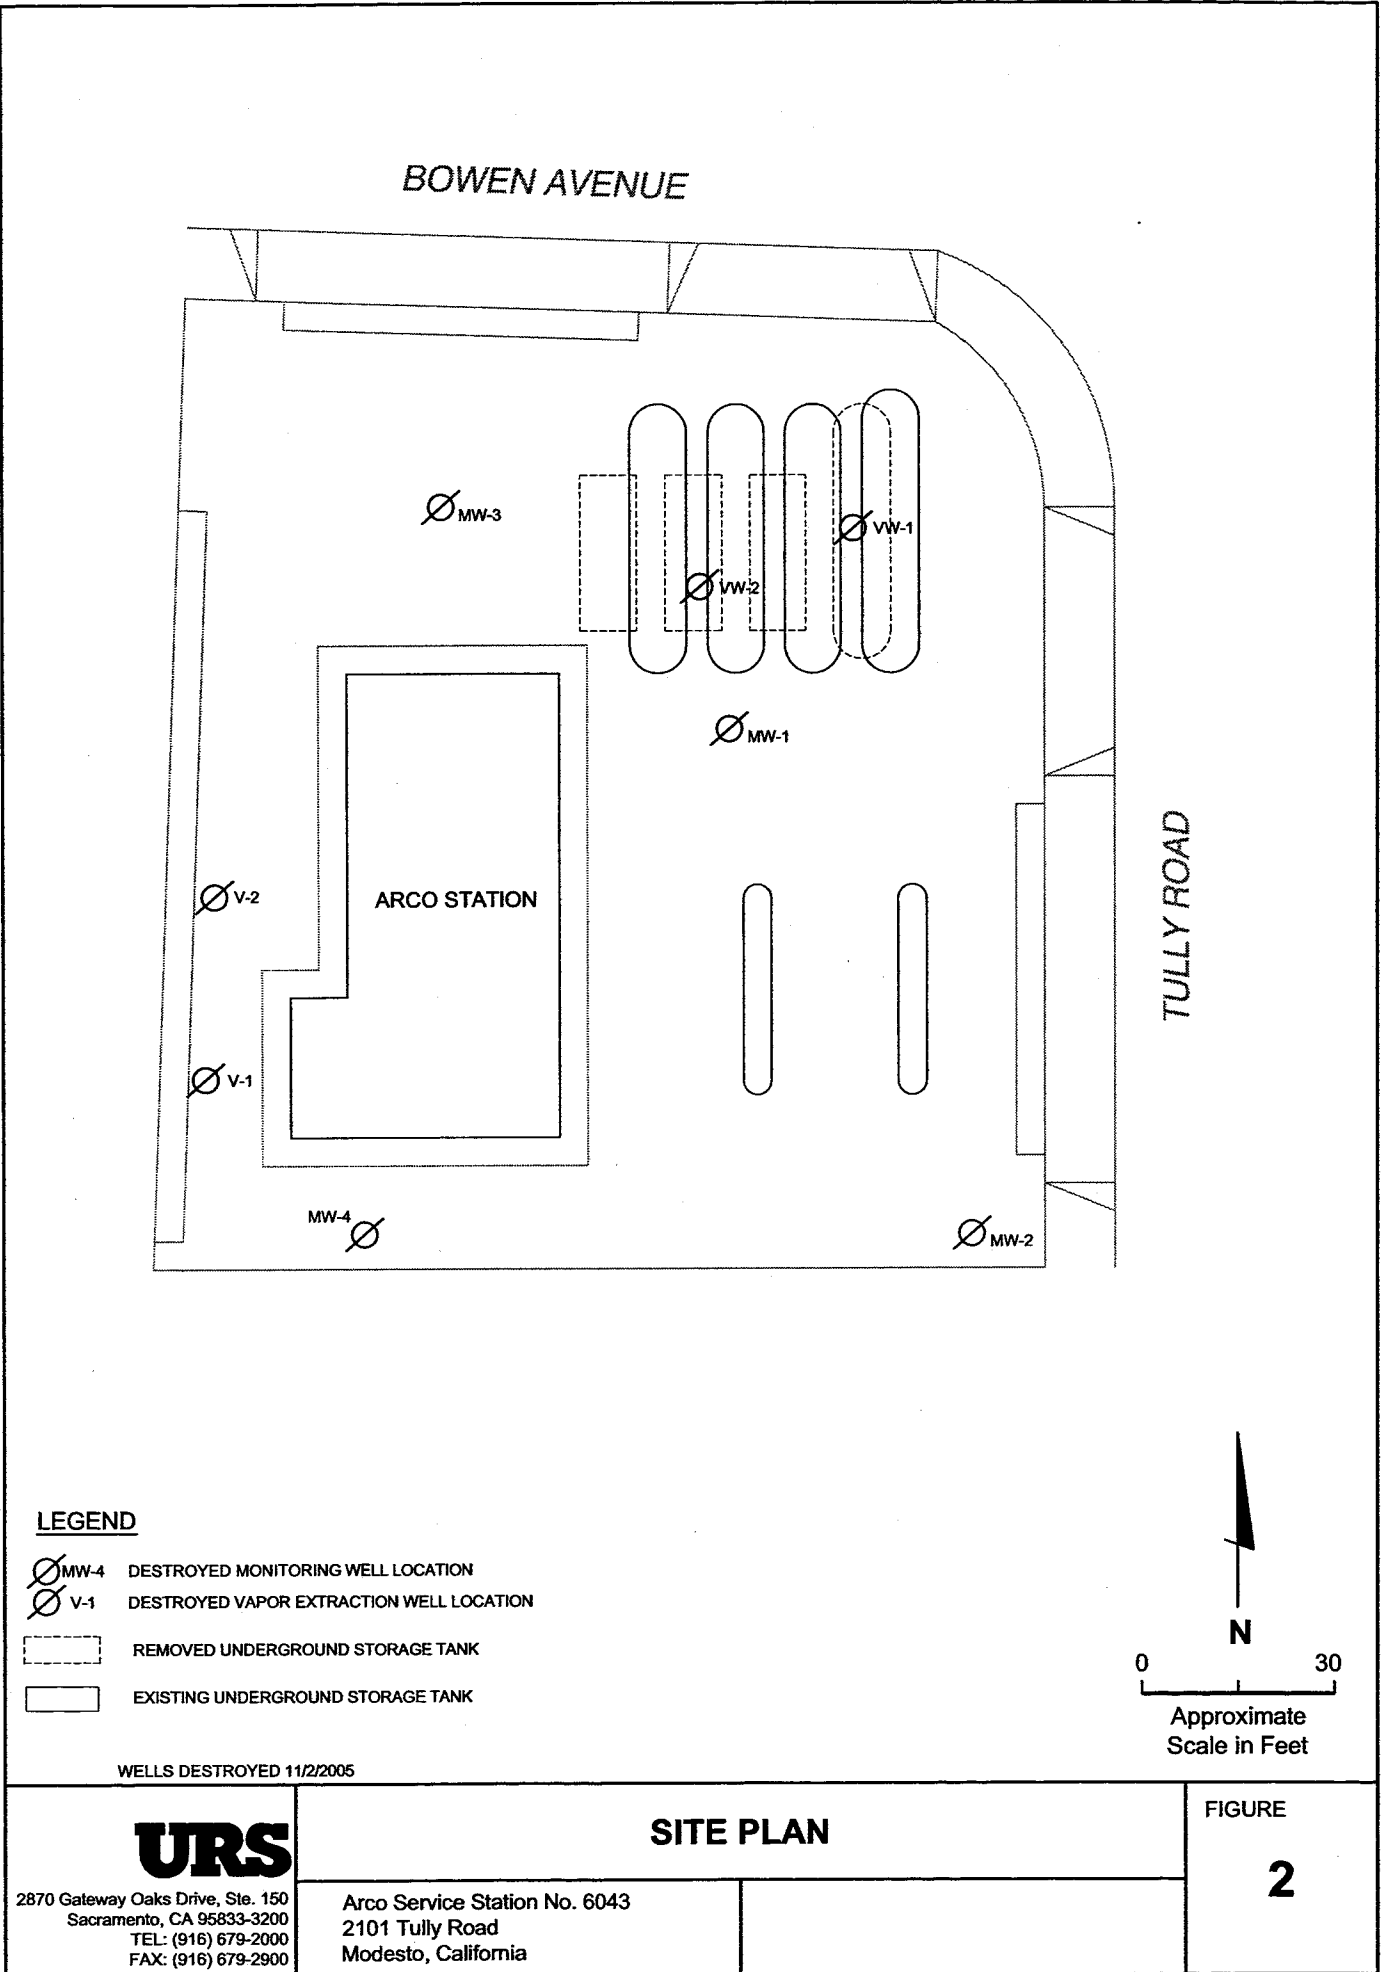 BOWEN AVENUE
MW-3
VW-1
VW-2
MW-1
TULLY ROAD
V-2
ARCO STATION
V-1
MW-4
MW-2
LEGEND
MW-4 DESTROYED MONITORING WELL LOCATION
V-1 DESTROYED VAPOR EXTRACTION WELL LOCATION
REMOVED UNDERGROUND STORAGE TANK
EXISTING UNDERGROUND STORAGE TANK
WELLS DESTROYED 11/2/2005
N
0 30
Approximate
Scale in Feet
URS
2870 Gateway Oaks Drive, Ste. 150
Sacramento, CA 95833-3200
TEL: (916) 679-2000
FAX: (916) 679-2900
SITE PLAN
Arco Service Station No. 6043
2101 Tully Road
Modesto, California
FIGURE
2